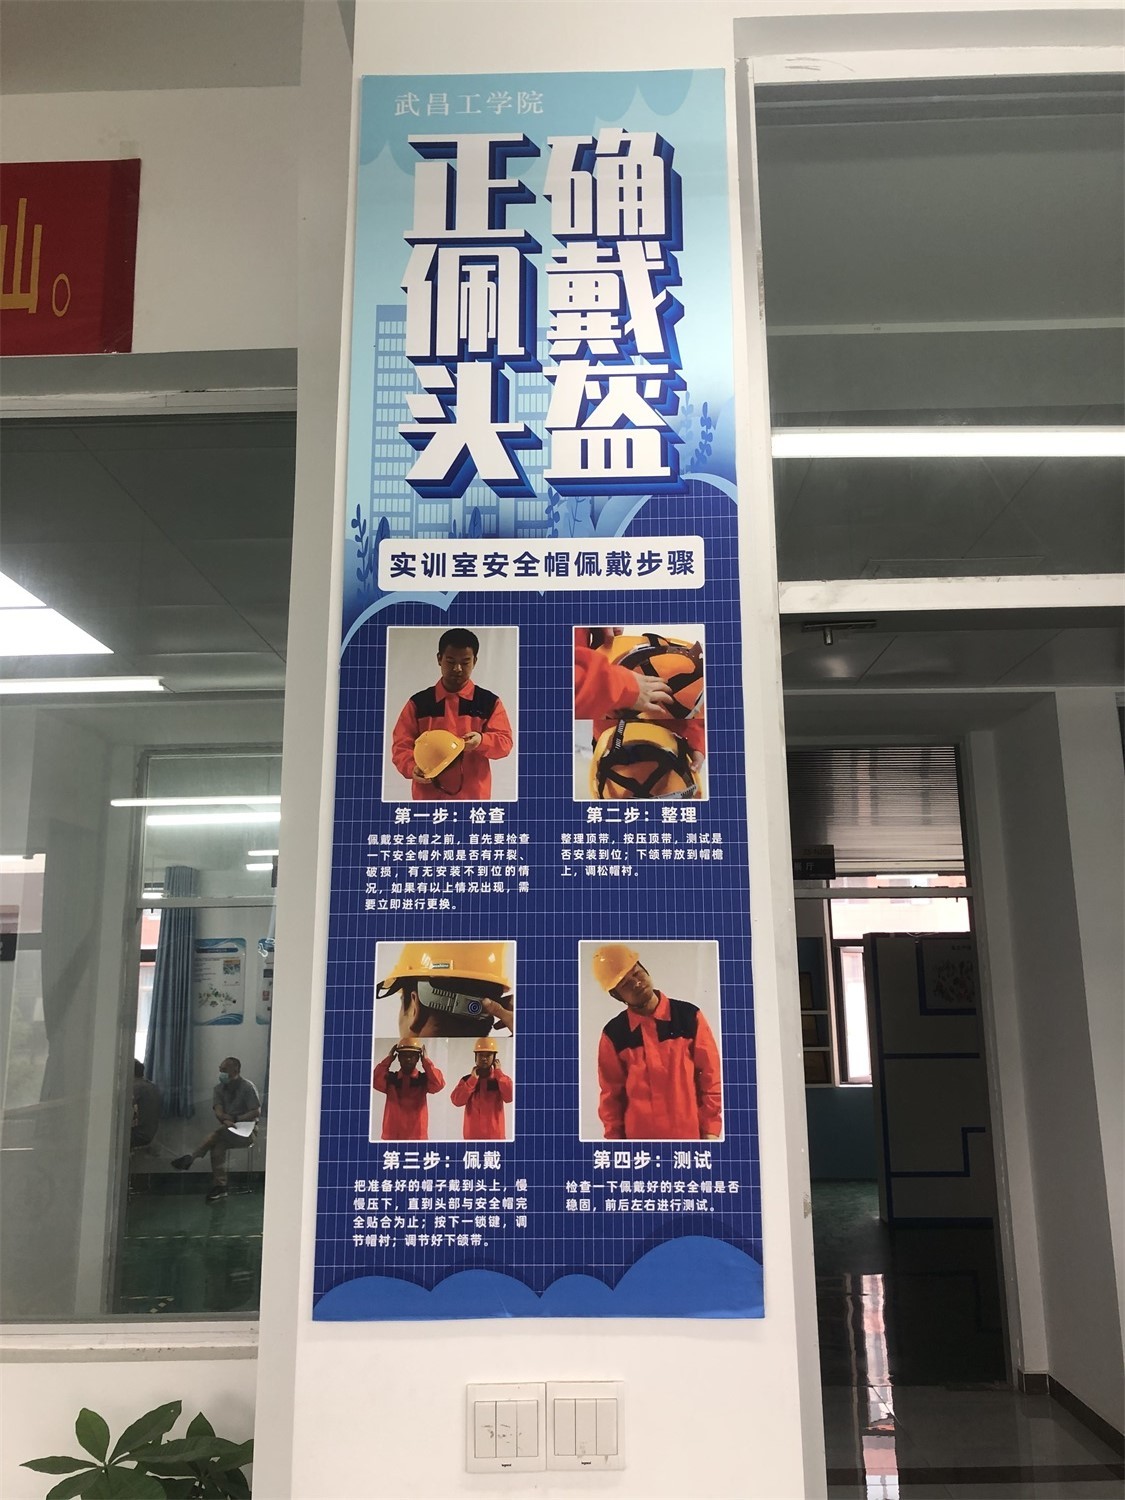 武昌工学院
正确
佩戴
头盔
山。
实训室安全帽佩戴步骤
第一步：检查
佩戴安全帽之前，首先要检查
一下安全帽外观是否有开裂、
破损，有无安装不到位的情
况，如果有以上情况出现，需
要立即进行更换。
第二步：整理
整理顶带，按压顶带，测试是
否安装到位；下颌带放到帽檐
上，调松帽衬。
第三步：佩戴
把准备好的帽子戴到头上，慢
慢压下，直到头部与安全帽完
全贴合为止；按下一锁键，调
节帽衬；调节好下颌带。
第四步：测试
检查一下佩戴好的安全帽是否
稳固，前后左右进行测试。